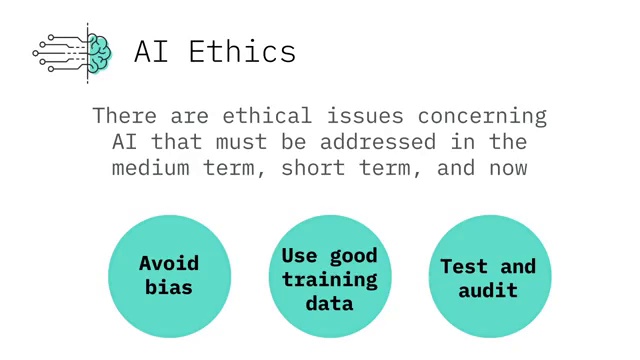 AI Ethics
There are ethical issues concerning
AI that must be addressed in the
medium term, short term, and now
Avoid
bias
Use good
training
data
Test and
audit